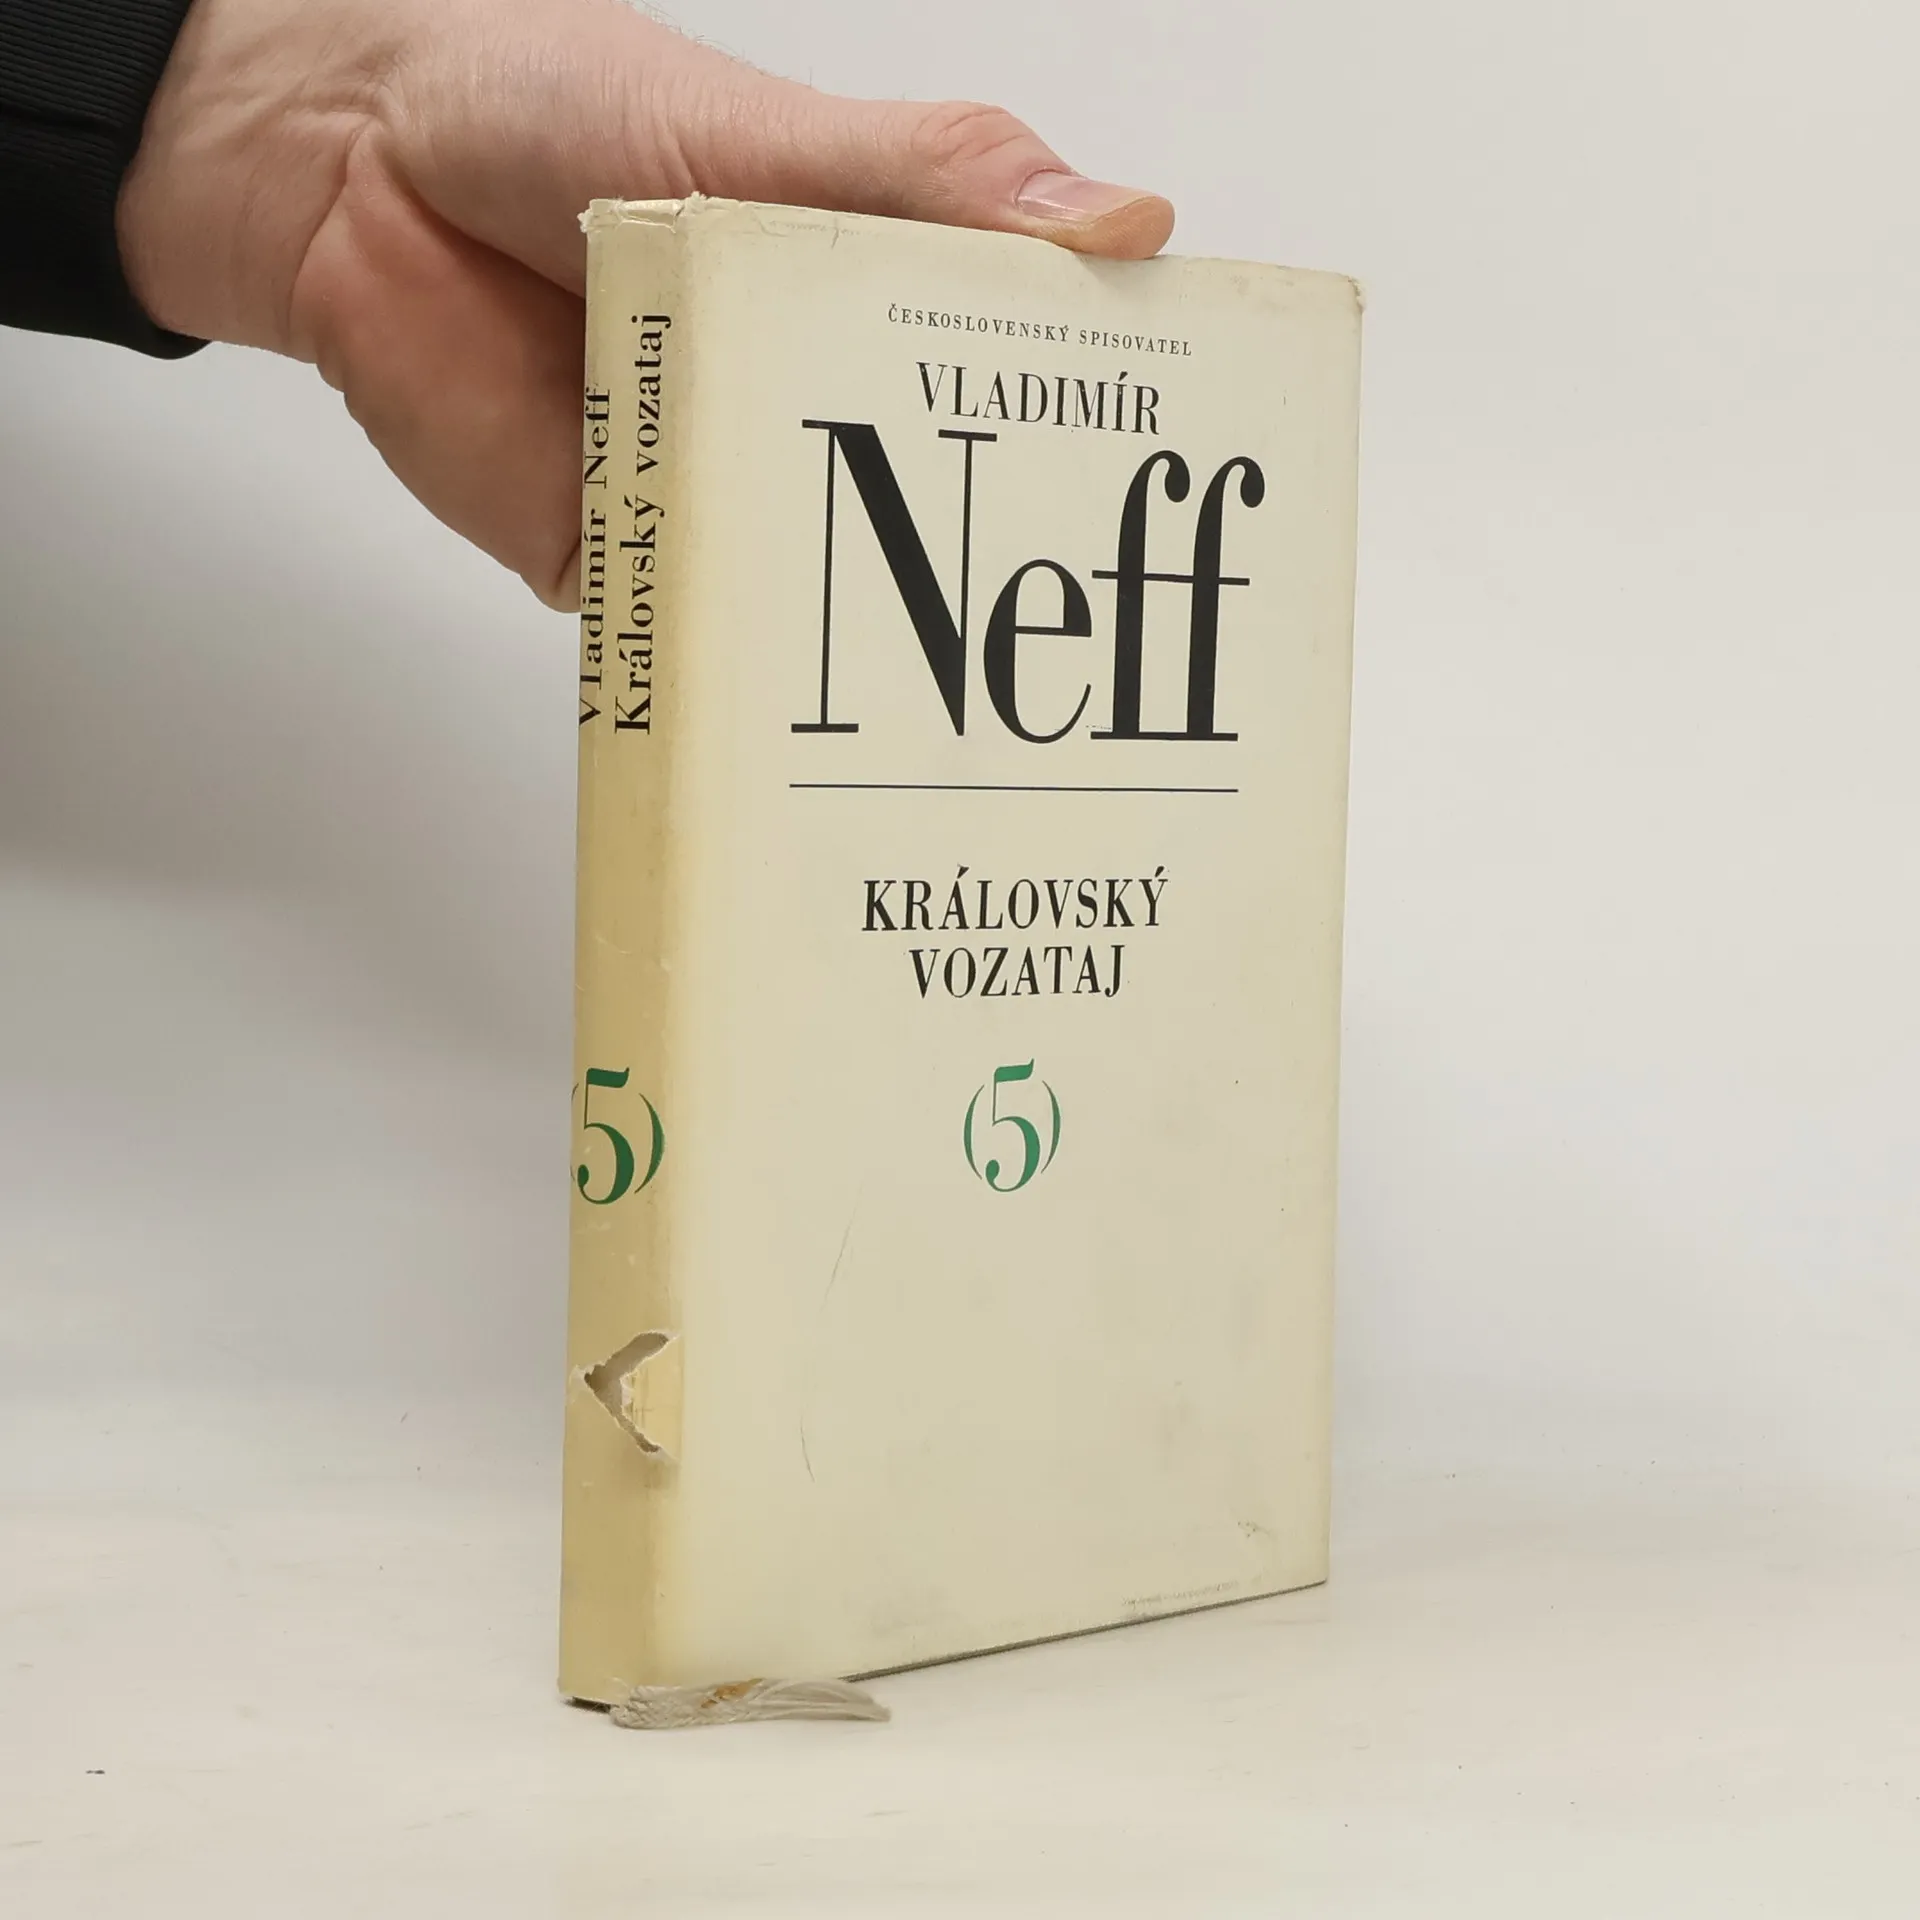 Vladimír Neff
Královský vozataj
(5)
ČESKOSLOVENSKÝ SPISOVATEL
VLADIMÍR
Neff
KRÁLOVSKÝ
VOZATAJ
(5)